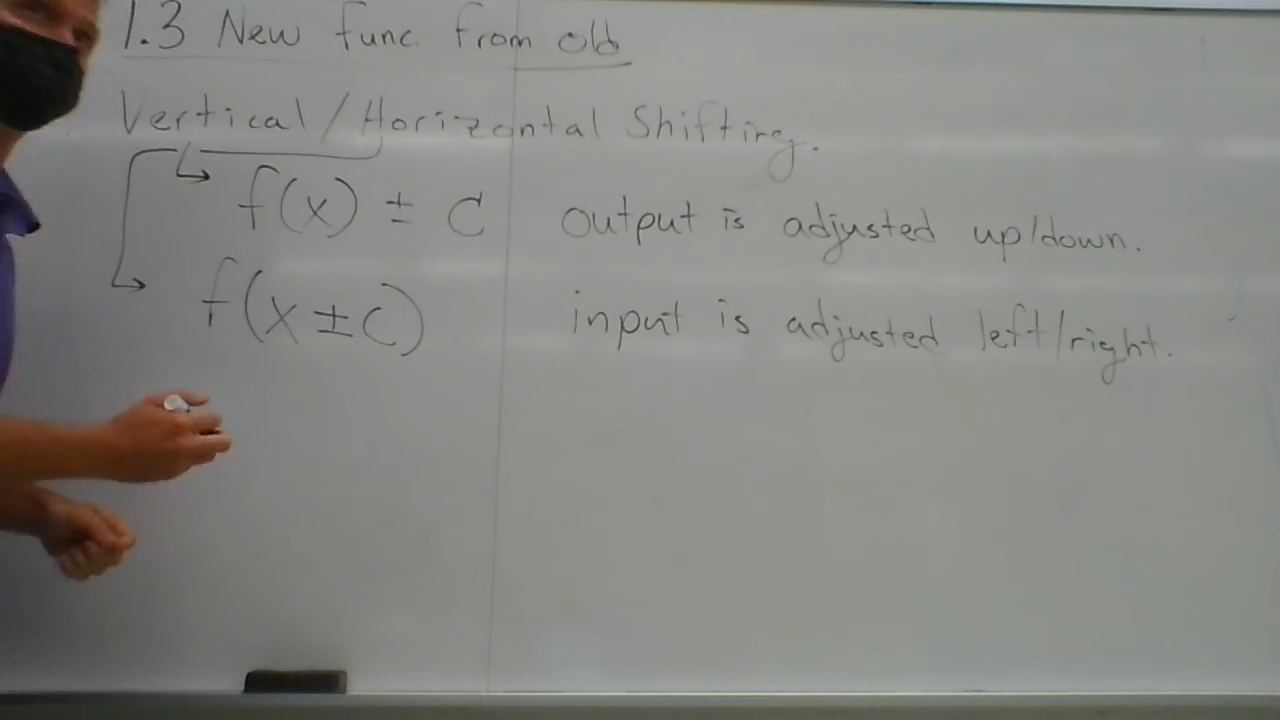 1.3 New func. from old
Vertical/Horizontal Shifting.
f(x) ± C output is adjusted up/down.
f(x ± C) input is adjusted left/right.